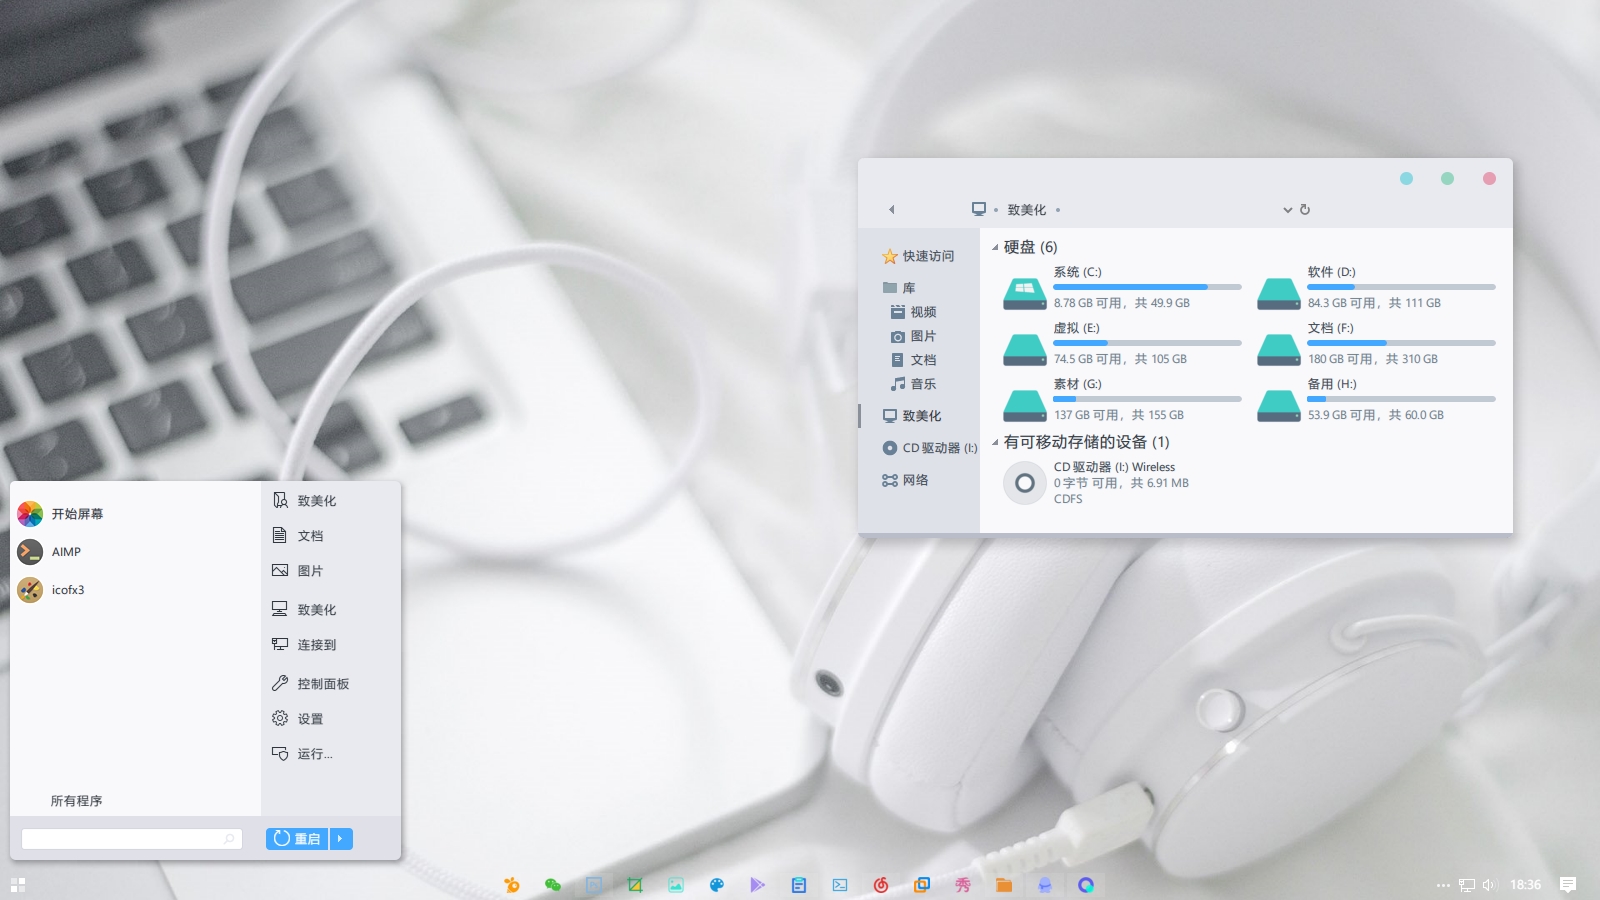 致美化
硬盘 (6)
快速访问
库
视频
图片
文档
音乐
致美化
CD 驱动器 (I:)
网络
系统 (C:)
8.78 GB 可用，共 49.9 GB
软件 (D:)
84.3 GB 可用，共 111 GB
虚拟 (E:)
74.5 GB 可用，共 105 GB
文档 (F:)
180 GB 可用，共 310 GB
素材 (G:)
137 GB 可用，共 155 GB
备用 (H:)
53.9 GB 可用，共 60.0 GB
有可移动存储的设备 (1)
CD 驱动器 (I:) Wireless
0 字节 可用，共 6.91 MB
CDFS
开始屏幕
AIMP
icofx3
所有程序
致美化
文档
图片
致美化
连接到
控制面板
设置
运行...
重启
秀
18:36